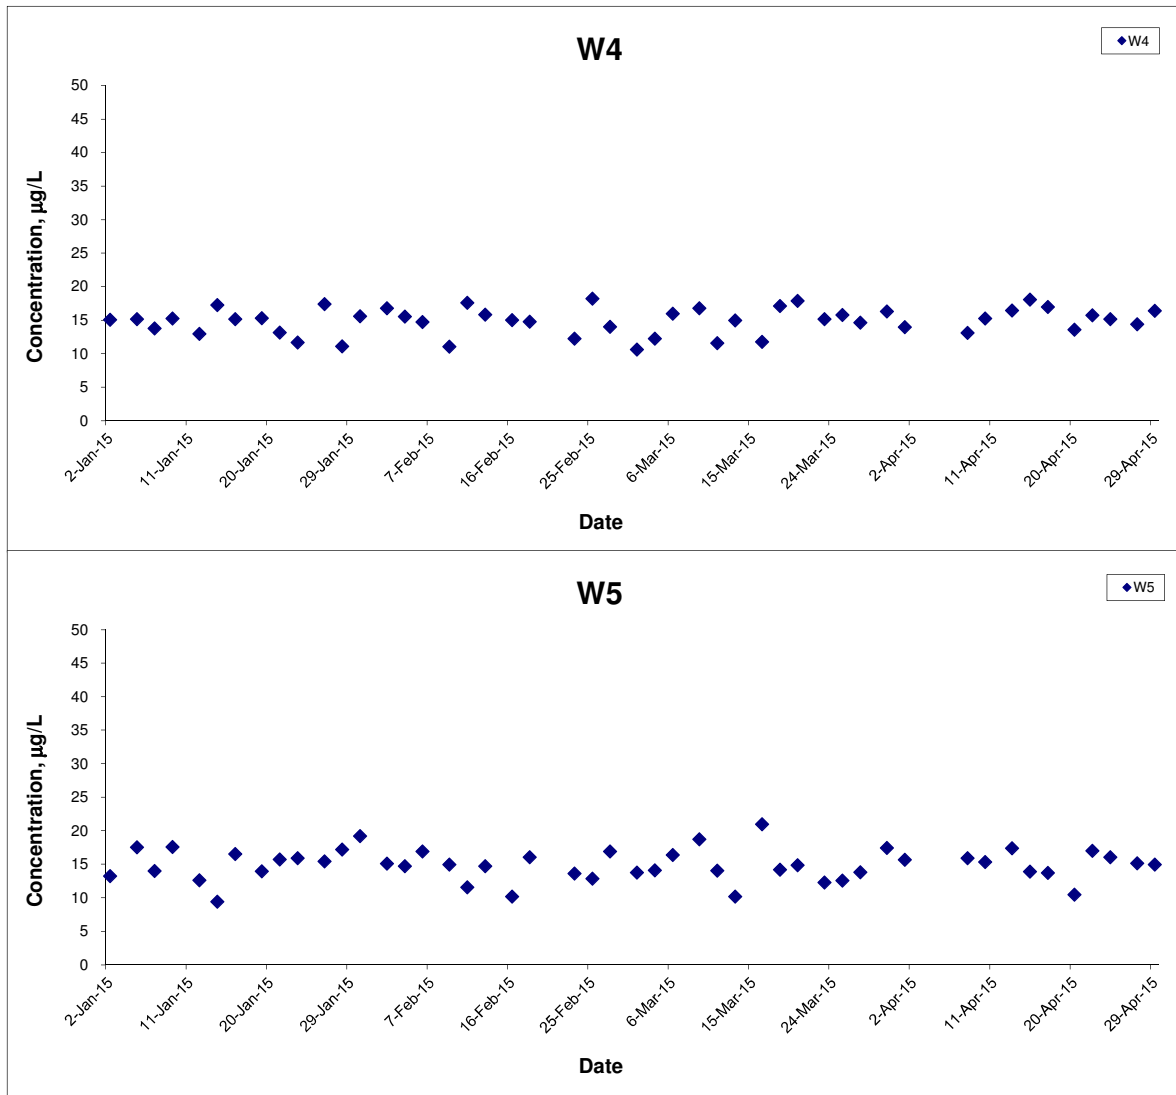 W4
W4
50
45
40
35
30
25
20
15
10
5
0
Concentration, µg/L
2-Jan-15
11-Jan-15
20-Jan-15
29-Jan-15
7-Feb-15
16-Feb-15
25-Feb-15
6-Mar-15
15-Mar-15
24-Mar-15
2-Apr-15
11-Apr-15
20-Apr-15
29-Apr-15
Date
W5
W5
50
45
40
35
30
25
20
15
10
5
0
Concentration, µg/L
2-Jan-15
11-Jan-15
20-Jan-15
29-Jan-15
7-Feb-15
16-Feb-15
25-Feb-15
6-Mar-15
15-Mar-15
24-Mar-15
2-Apr-15
11-Apr-15
20-Apr-15
29-Apr-15
Date